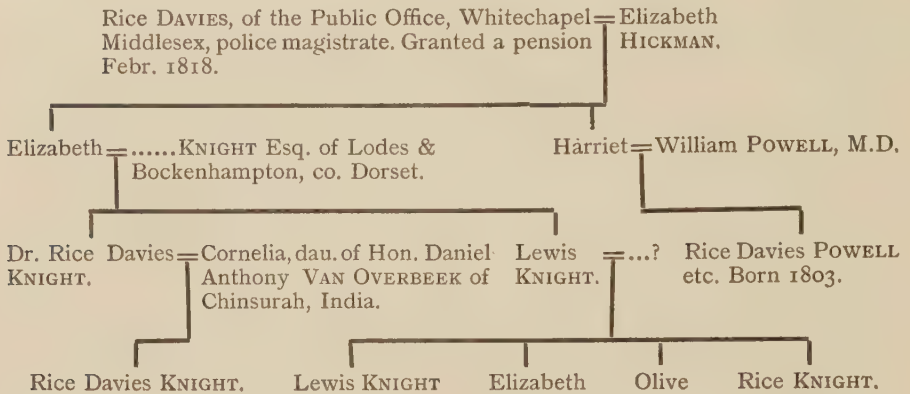 Rice DAVIES, of the Public Office, Whitechapel = Elizabeth
Middlesex, police magistrate. Granted a pension HICKMAN.
Febr. 1818.
Elizabeth = ......KNIGHT Esq. of Lodes & Harriet = William POWELL, M.D.
Bockenhampton, co. Dorset.
Dr. Rice Davies = Cornelia, dau. of Hon. Daniel Lewis = ...? Rice Davies POWELL
KNIGHT. Anthony VAN OVERBEEK of KNIGHT. etc. Born 1803.
Chinsurah, India.
Rice Davies KNIGHT. Lewis KNIGHT Elizabeth Olive Rice KNIGHT.